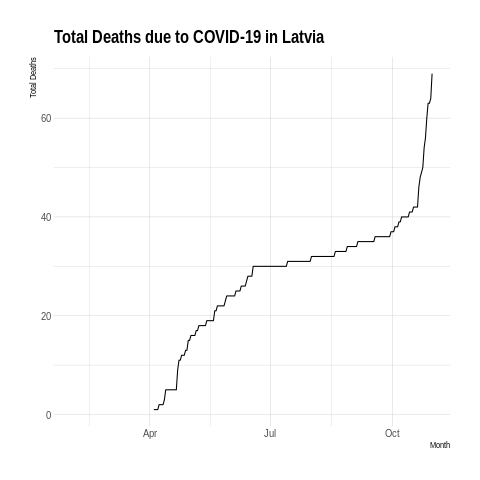 Total Deaths due to COVID-19 in Latvia
Total Deaths
60
40
20
0
Apr
Jul
Oct
Month